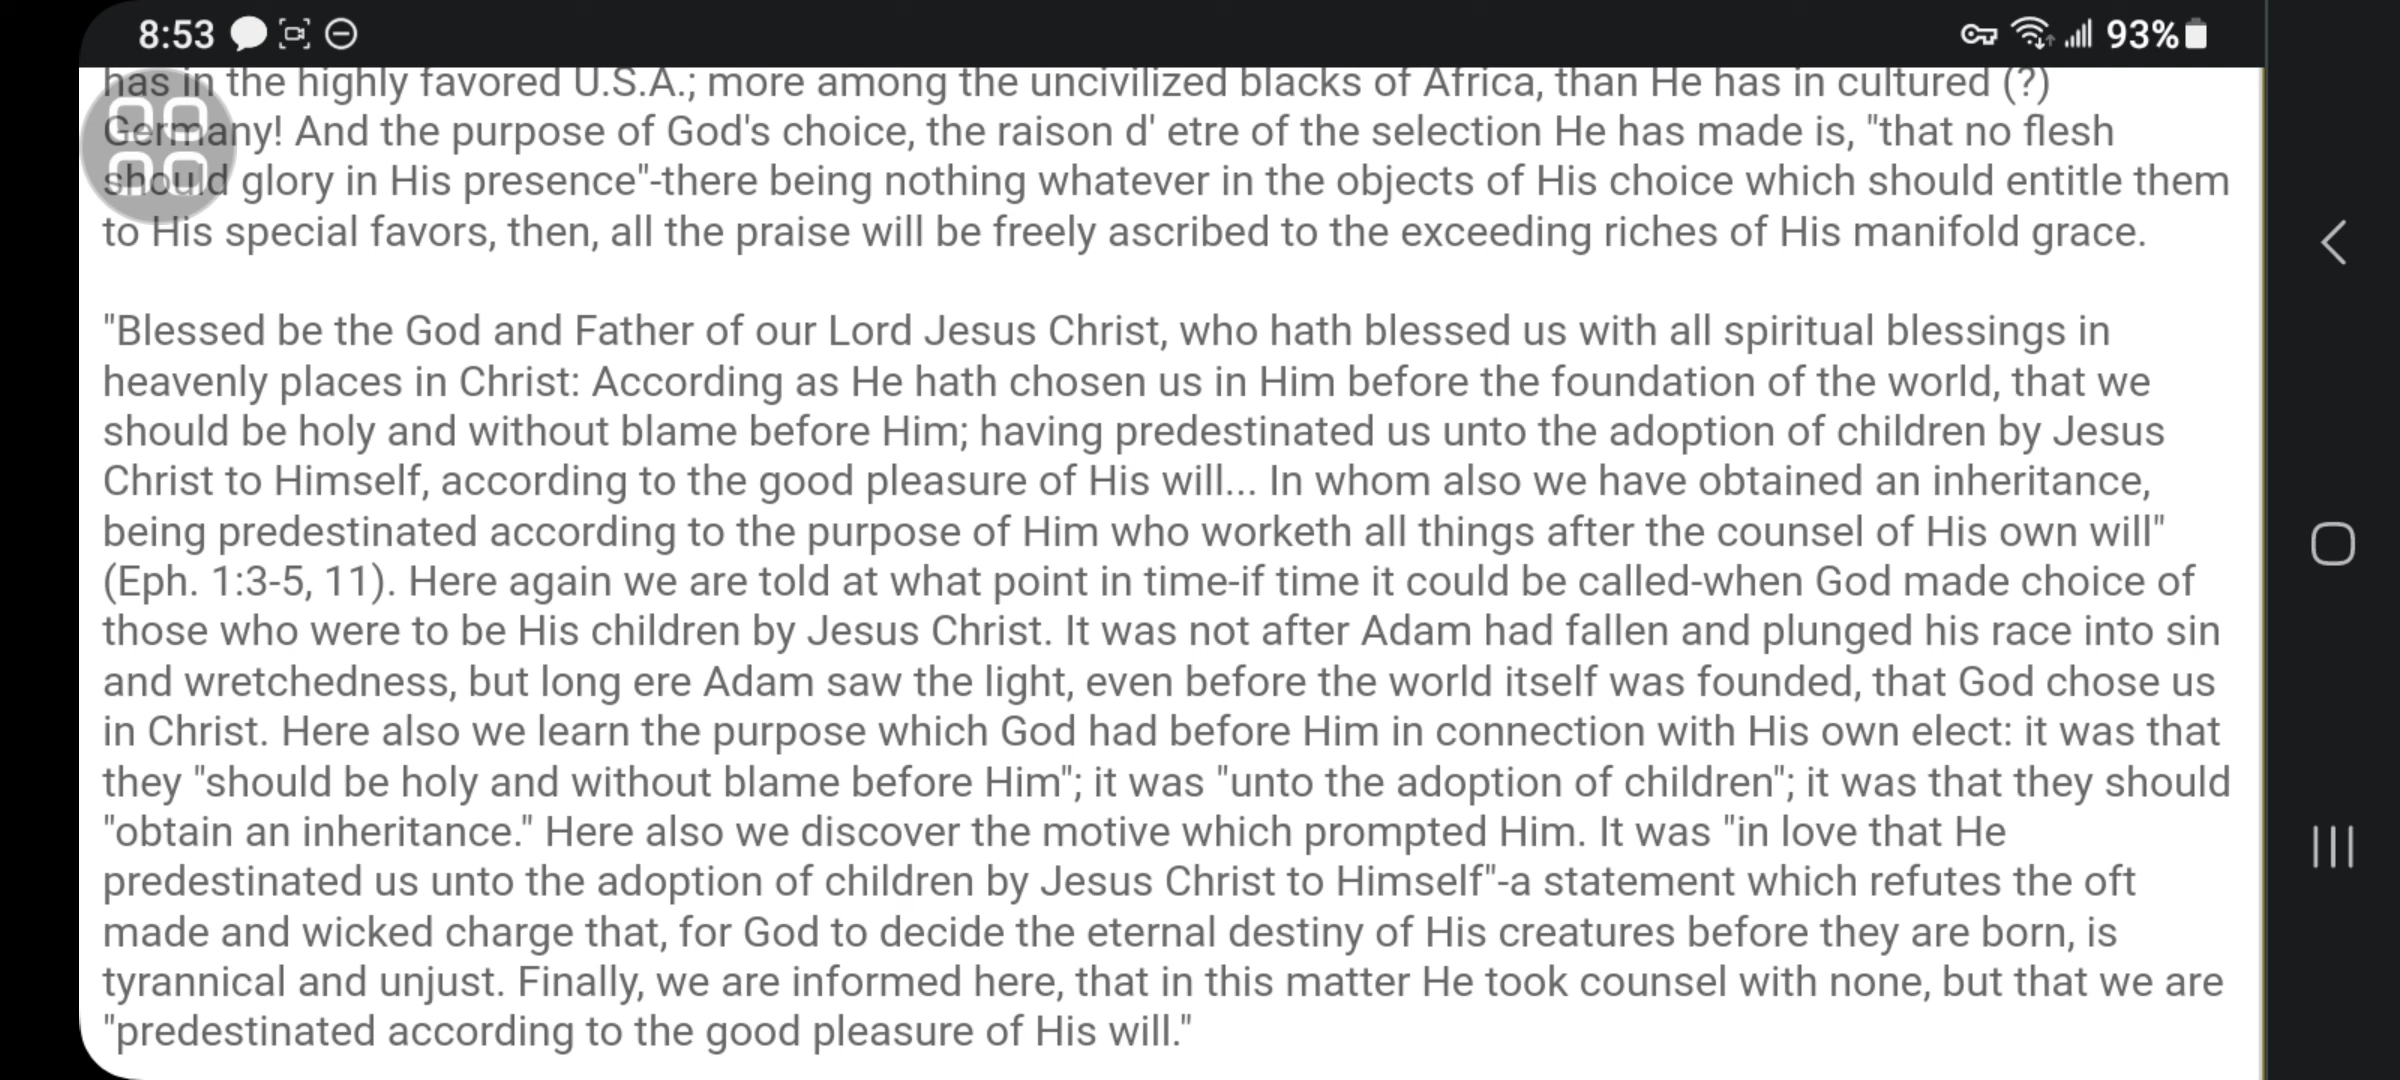 8:53 93%
has in the highly favored U.S.A.; more among the uncivilized blacks of Africa, than He has in cultured (?)
Germany! And the purpose of God's choice, the raison d' etre of the selection He has made is, "that no flesh
should glory in His presence"-there being nothing whatever in the objects of His choice which should entitle them
to His special favors, then, all the praise will be freely ascribed to the exceeding riches of His manifold grace.
"Blessed be the God and Father of our Lord Jesus Christ, who hath blessed us with all spiritual blessings in
heavenly places in Christ: According as He hath chosen us in Him before the foundation of the world, that we
should be holy and without blame before Him; having predestinated us unto the adoption of children by Jesus
Christ to Himself, according to the good pleasure of His will... In whom also we have obtained an inheritance,
being predestinated according to the purpose of Him who worketh all things after the counsel of His own will"
(Eph. 1:3-5, 11). Here again we are told at what point in time-if time it could be called-when God made choice of
those who were to be His children by Jesus Christ. It was not after Adam had fallen and plunged his race into sin
and wretchedness, but long ere Adam saw the light, even before the world itself was founded, that God chose us
in Christ. Here also we learn the purpose which God had before Him in connection with His own elect: it was that
they "should be holy and without blame before Him"; it was "unto the adoption of children"; it was that they should
"obtain an inheritance." Here also we discover the motive which prompted Him. It was "in love that He
predestinated us unto the adoption of children by Jesus Christ to Himself"-a statement which refutes the oft
made and wicked charge that, for God to decide the eternal destiny of His creatures before they are born, is
tyrannical and unjust. Finally, we are informed here, that in this matter He took counsel with none, but that we are
"predestinated according to the good pleasure of His will."